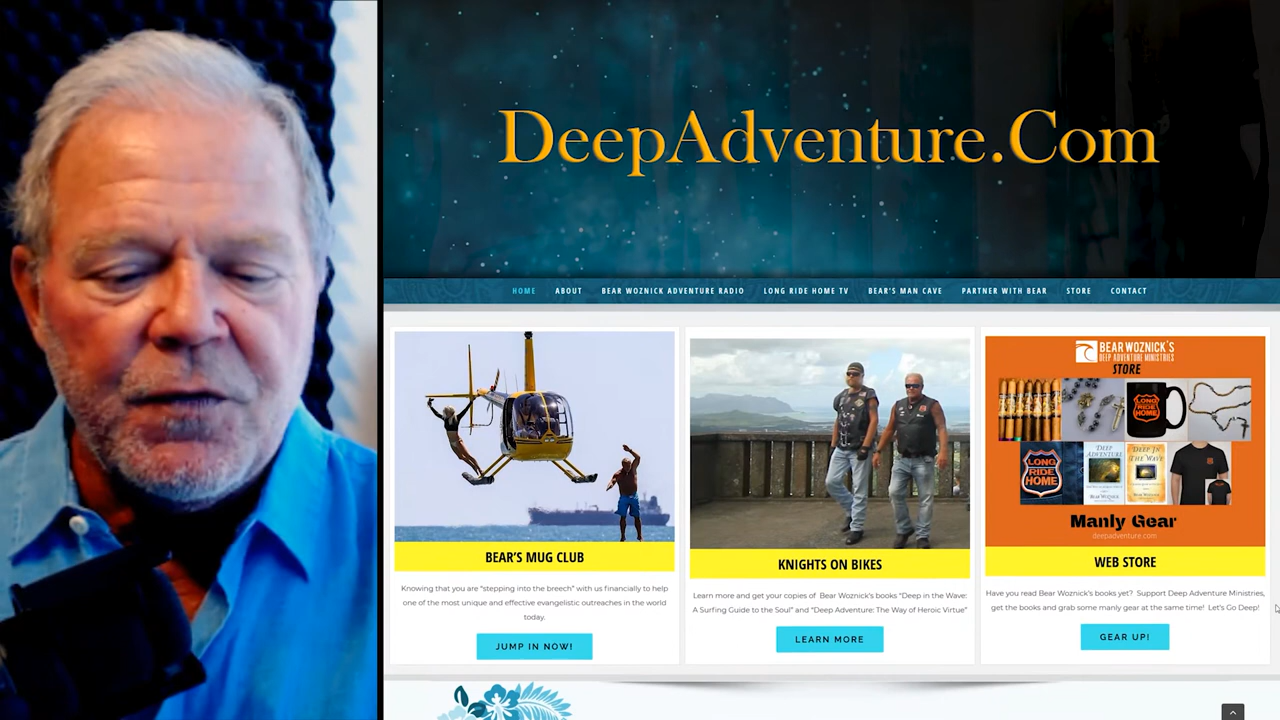 DeepAdventure.Com
HOME ABOUT BEAR WOZNICK ADVENTURE RADIO LONG RIDE HOME TV BEAR'S MAN CAVE PARTNER WITH BEAR STORE CONTACT
BEAR'S MUG CLUB
Knowing that you are "stepping into the breech" with us financially to help
one of the most unique and effective evangelistic outreaches in the world
today.
JUMP IN NOW!
KNIGHTS ON BIKES
Learn more and get your copies of Bear Woznick's books "Deep in the Wave:
A Surfing Guide to the Soul" and "Deep Adventure: The Way of Heroic Virtue"
LEARN MORE
BEAR WOZNICK'S
DEEP ADVENTURE MINISTRIES
STORE
LONG
RIDE
HOME
LONG
RIDE
HOME
DEEP
ADVENTURE
BEAR WOZNICK
DEEP IN
THE WAVE
BEAR WOZNICK
Manly Gear
deepadventure.com
WEB STORE
Have you read Bear Woznick's books yet? Support Deep Adventure Ministries,
get the books and grab some manly gear at the same time! Let's Go Deep!
GEAR UP!